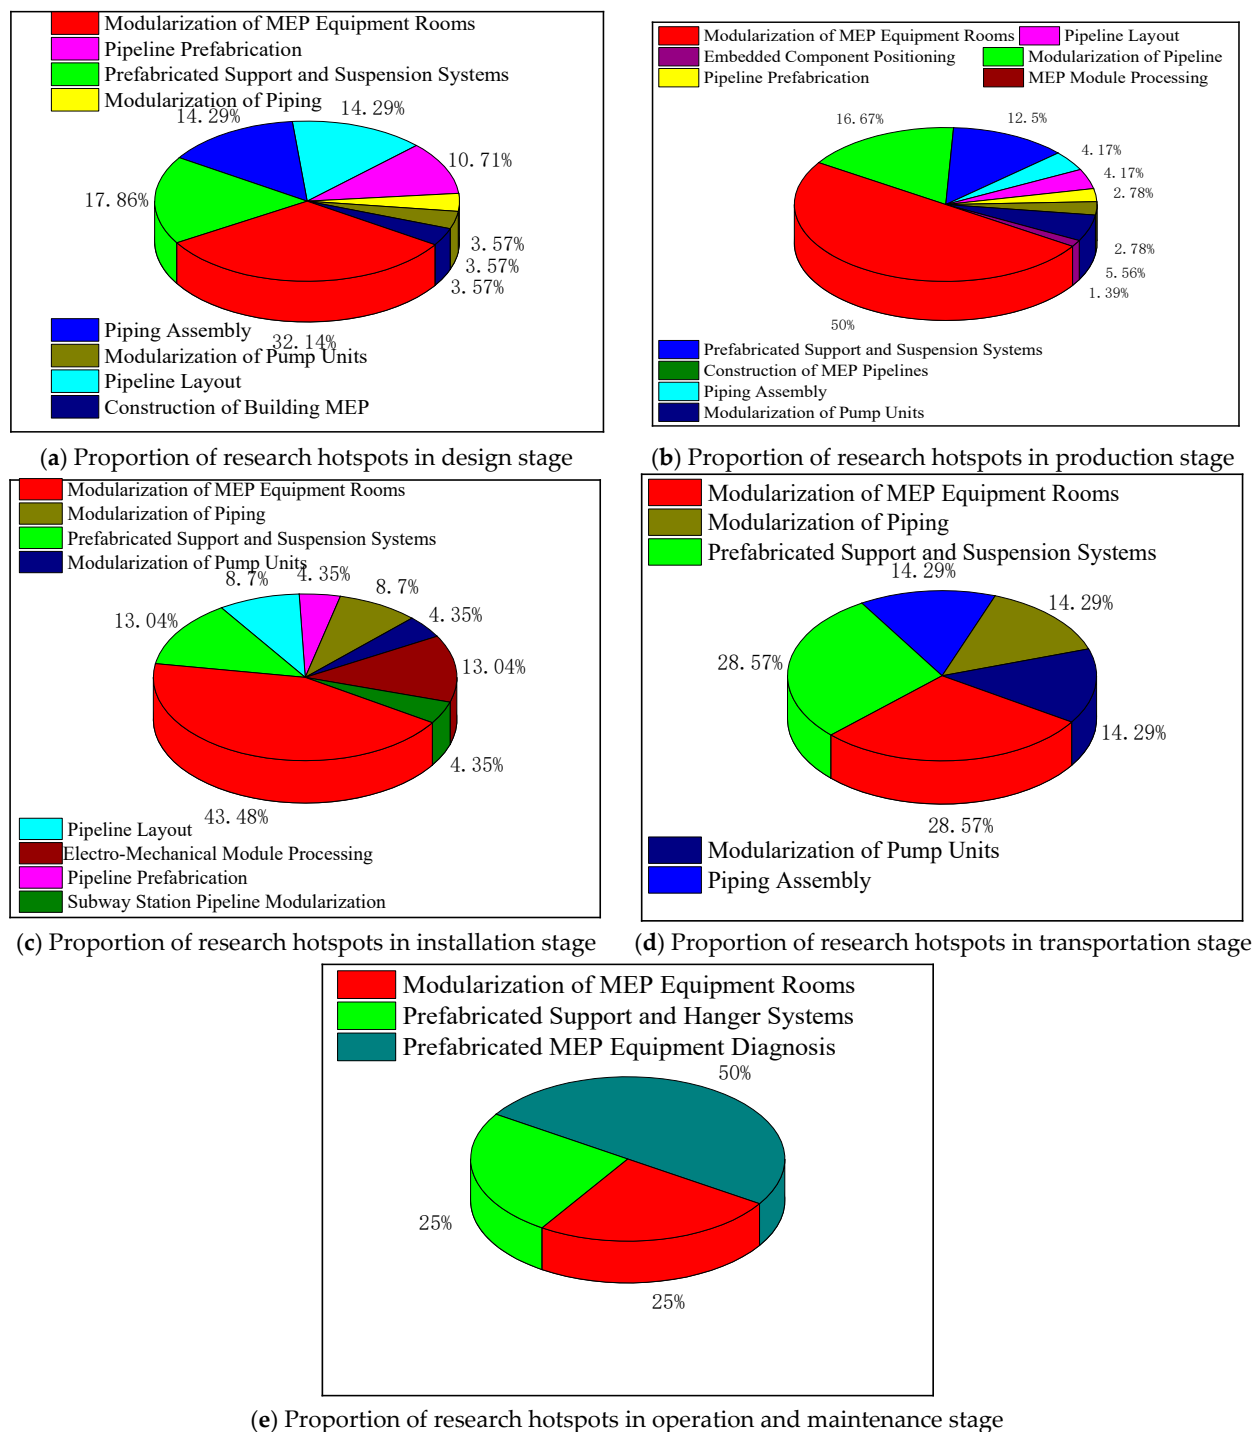 Modularization of MEP Equipment Rooms
Pipeline Prefabrication
Prefabricated Support and Suspension Systems
Modularization of Piping
14.29%
14.29%
10.71%
17.86%
3.57%
3.57%
3.57%
32.14%
Piping Assembly
Modularization of Pump Units
Pipeline Layout
Construction of Building MEP
(a) Proportion of research hotspots in design stage
Modularization of MEP Equipment Rooms
Pipeline Layout
Embedded Component Positioning
Modularization of Pipeline
Pipeline Prefabrication
MEP Module Processing
16.67%
12.5%
4.17%
4.17%
2.78%
2.78%
5.56%
1.39%
50%
Prefabricated Support and Suspension Systems
Construction of MEP Pipelines
Piping Assembly
Modularization of Pump Units
(b) Proportion of research hotspots in production stage
Modularization of MEP Equipment Rooms
Modularization of Piping
Prefabricated Support and Suspension Systems
Modularization of Pump Units
8.7%
4.35%
8.7%
4.35%
13.04%
13.04%
4.35%
43.48%
Pipeline Layout
Electro-Mechanical Module Processing
Pipeline Prefabrication
Subway Station Pipeline Modularization
(c) Proportion of research hotspots in installation stage
Modularization of MEP Equipment Rooms
Modularization of Piping
Prefabricated Support and Suspension Systems
14.29%
14.29%
28.57%
14.29%
28.57%
Modularization of Pump Units
Piping Assembly
(d) Proportion of research hotspots in transportation stage
Modularization of MEP Equipment Rooms
Prefabricated Support and Hanger Systems
Prefabricated MEP Equipment Diagnosis
50%
25%
25%
(e) Proportion of research hotspots in operation and maintenance stage